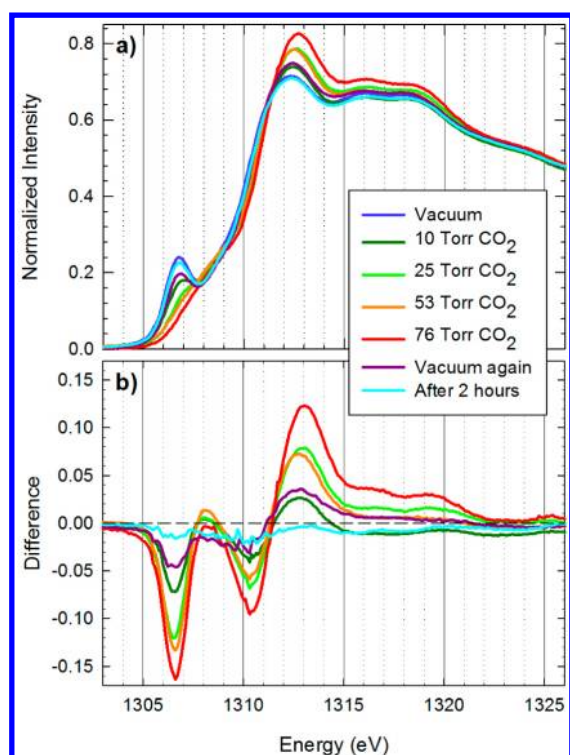 a)
0.8
0.6
0.4
0.2
0.0
Normalized Intensity
Vacuum
10 Torr CO2
25 Torr CO2
53 Torr CO2
76 Torr CO2
Vacuum again
After 2 hours
b)
0.15
0.10
0.05
0.00
-0.05
-0.10
-0.15
Difference
1305 1310 1315 1320 1325
Energy (eV)